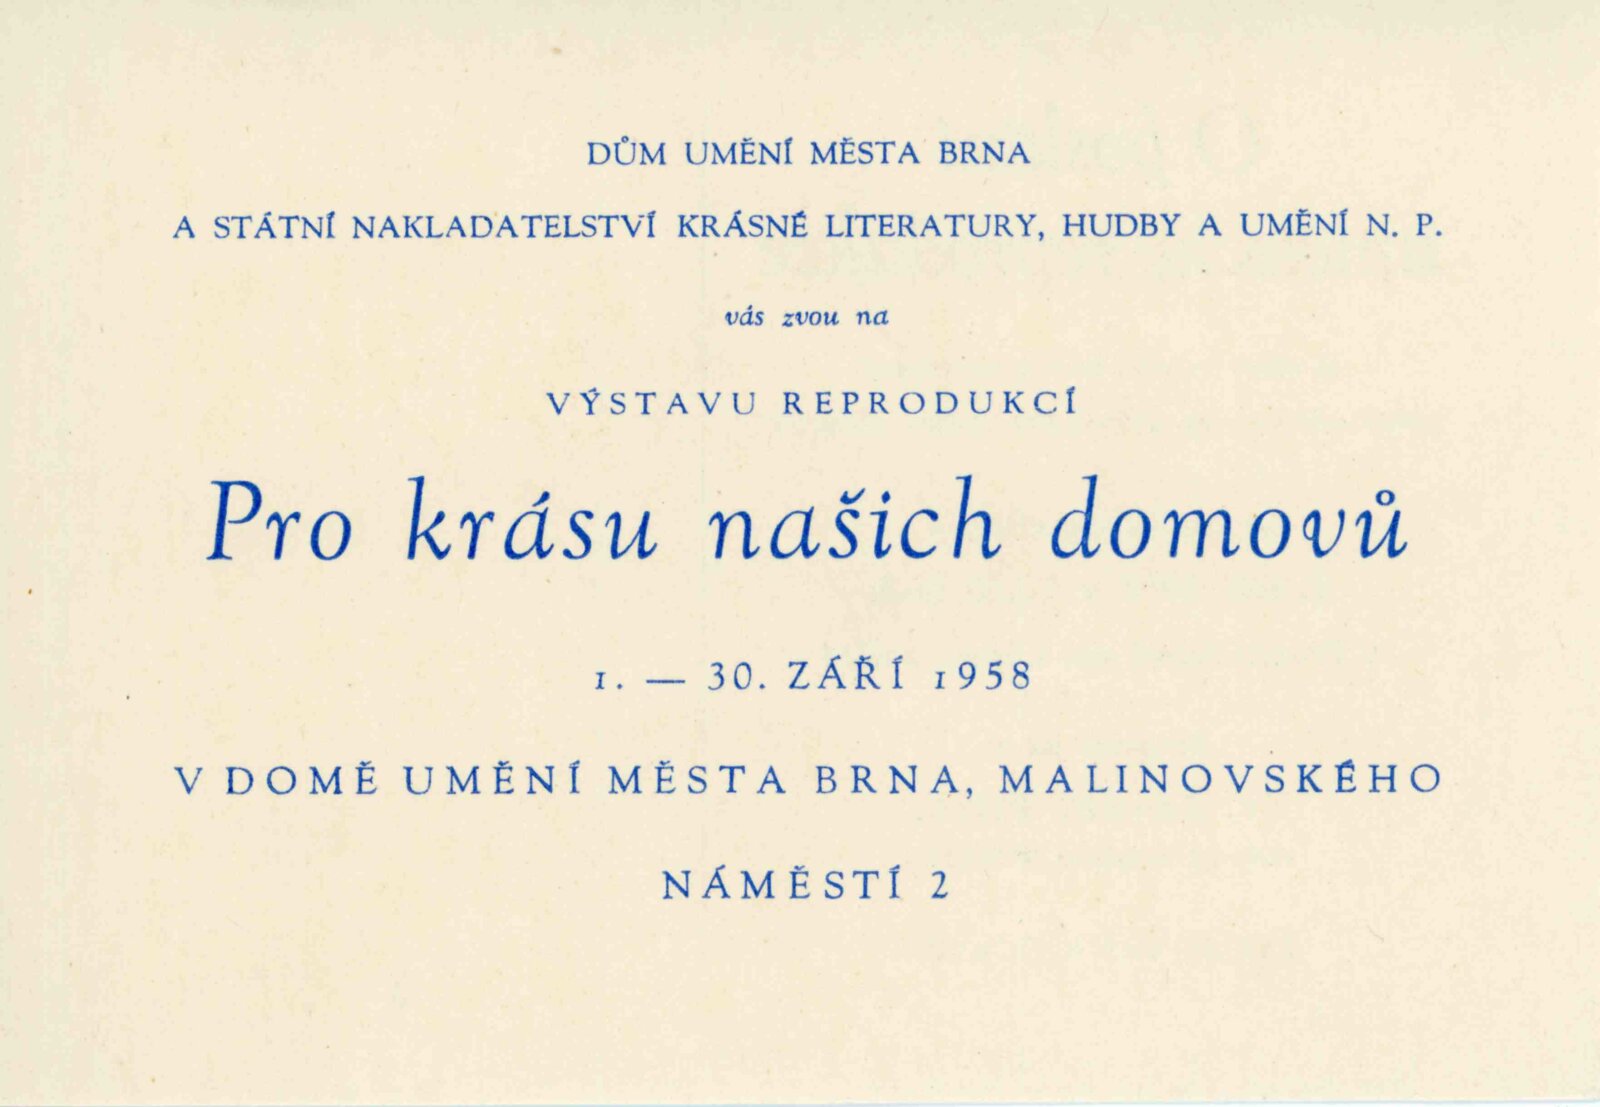 DŮM UMĚNÍ MĚSTA BRNA
A STÁTNÍ NAKLADATELSTVÍ KRÁSNÉ LITERATURY, HUDBY A UMĚNÍ N. P.
vás zvou na
VÝSTAVU REPRODUKCÍ
Pro krásu našich domovů
1. — 30. ZÁŘÍ 1958
V DOMĚ UMĚNÍ MĚSTA BRNA, MALINOVSKÉHO
NÁMĚSTÍ 2